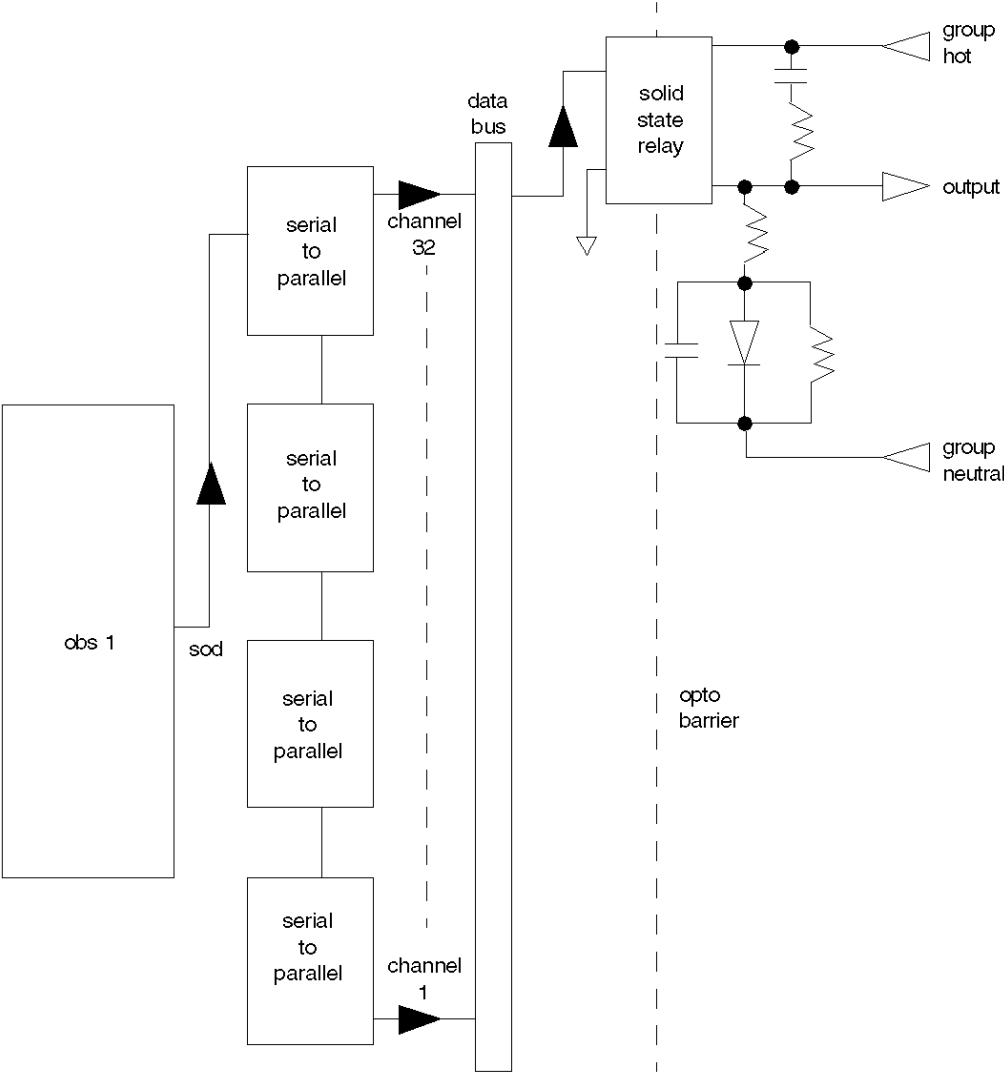 group
hot
data
bus
solid
state
relay
output
serial
to
parallel
channel
32
serial
to
parallel
group
neutral
obs 1
sod
serial
to
parallel
opto
barrier
serial
to
parallel
channel
1